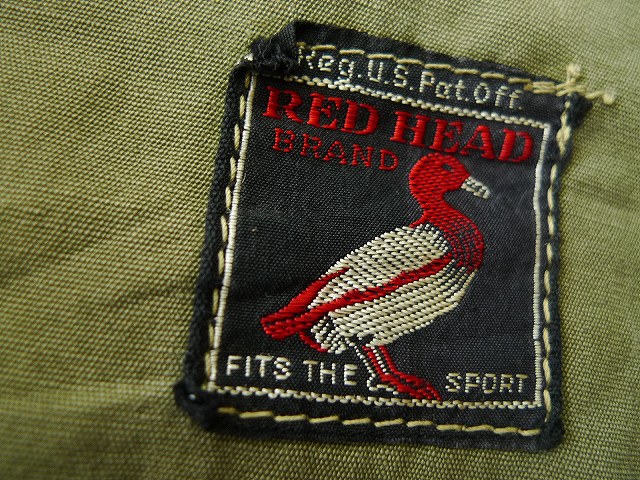 Reg.U.S.Pat.Off.
RED HEAD
BRAND
FITS THE SPORT